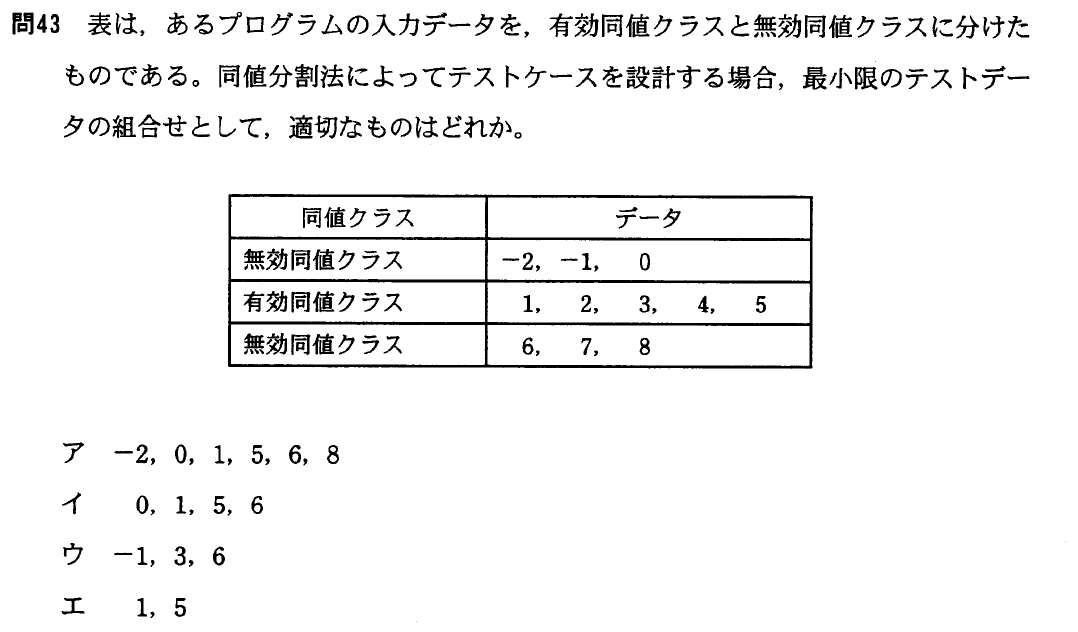 問43 表は，あるプログラムの入力データを，有効同値クラスと無効同値クラスに分けた
ものである。同値分割法によってテストケースを設計する場合，最小限のテストデー
タの組合せとして，適切なものはどれか。
同値クラス データ
無効同値クラス －2，－1， 0
有効同値クラス 1， 2， 3， 4， 5
無効同値クラス 6， 7， 8
ア －2，0，1，5，6，8
イ 0，1，5，6
ウ －1，3，6
エ 1，5